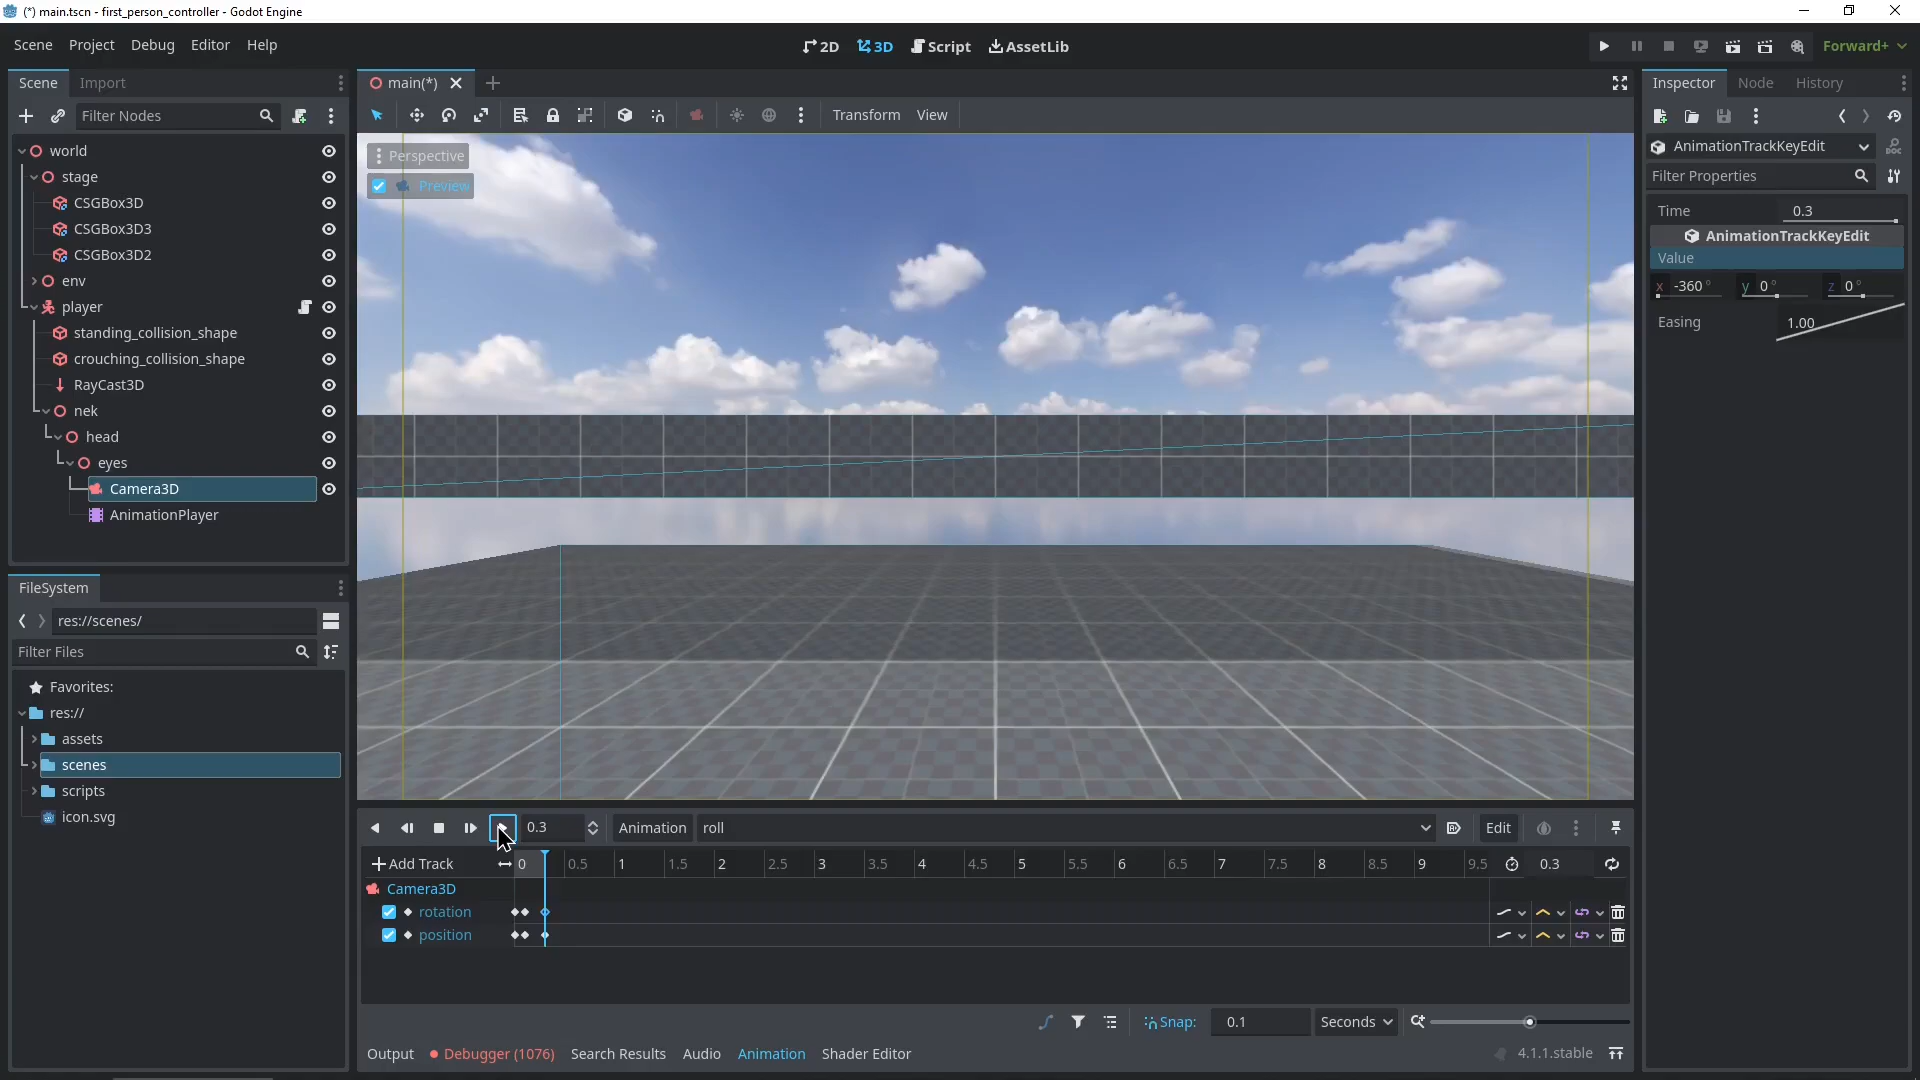 (*) main.tscn - first_person_controller - Godot Engine
Scene Project Debug Editor Help
2D 3D Script AssetLib
Forward+
Scene Import
main(*)
Inspector Node History
Filter Nodes
Transform View
AnimationTrackKeyEdit
Perspective
Preview
Filter Properties
Time 0.3
AnimationTrackKeyEdit
Value
x -360 ° y 0 ° z 0 °
Easing 1.00
world
stage
CSGBox3D
CSGBox3D3
CSGBox3D2
env
player
standing_collision_shape
crouching_collision_shape
RayCast3D
nek
head
eyes
Camera3D
AnimationPlayer
FileSystem
res://scenes/
Filter Files
Favorites:
res://
assets
scenes
scripts
icon.svg
0.3 Animation roll Edit
Add Track 0 0.5 1 1.5 2 2.5 3 3.5 4 4.5 5 5.5 6 6.5 7 7.5 8 8.5 9 9.5 0.3
Camera3D
rotation
position
Snap: 0.1 Seconds
Output Debugger (1076) Search Results Audio Animation Shader Editor 4.1.1.stable